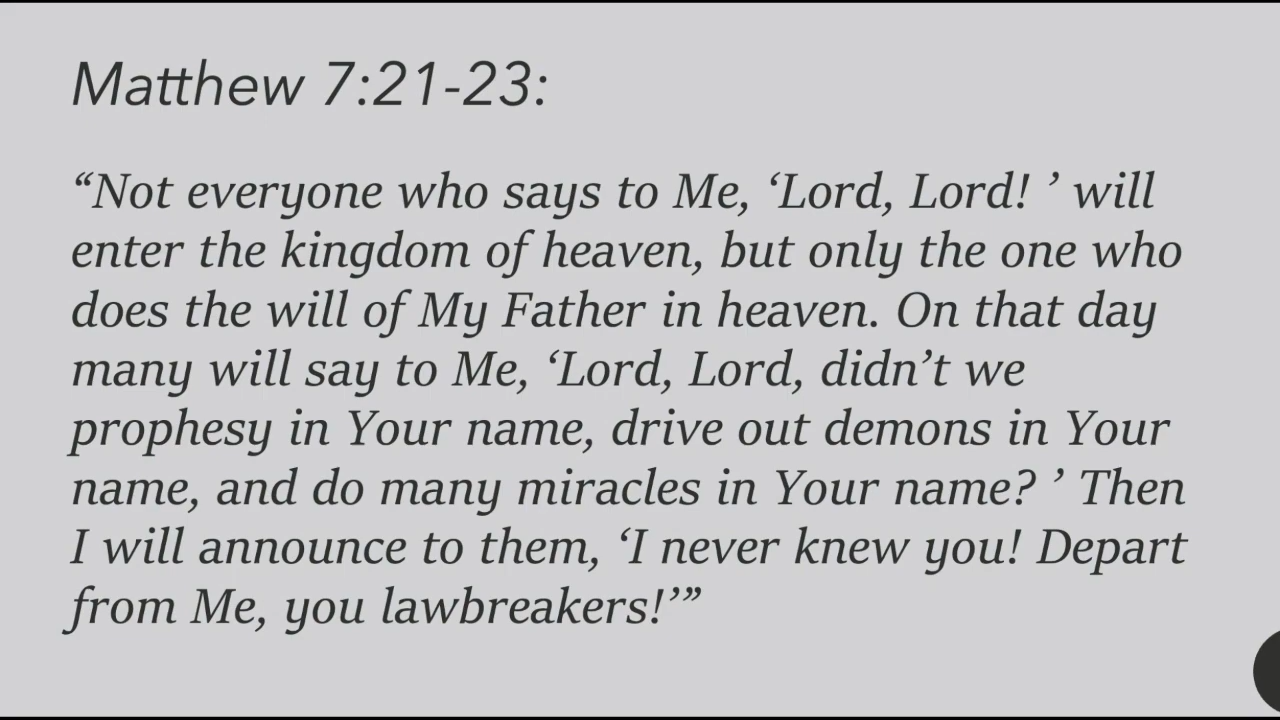 Matthew 7:21-23:
“Not everyone who says to Me, ‘Lord, Lord! ’ will
enter the kingdom of heaven, but only the one who
does the will of My Father in heaven. On that day
many will say to Me, ‘Lord, Lord, didn’t we
prophesy in Your name, drive out demons in Your
name, and do many miracles in Your name? ’ Then
I will announce to them, ‘I never knew you! Depart
from Me, you lawbreakers!’”